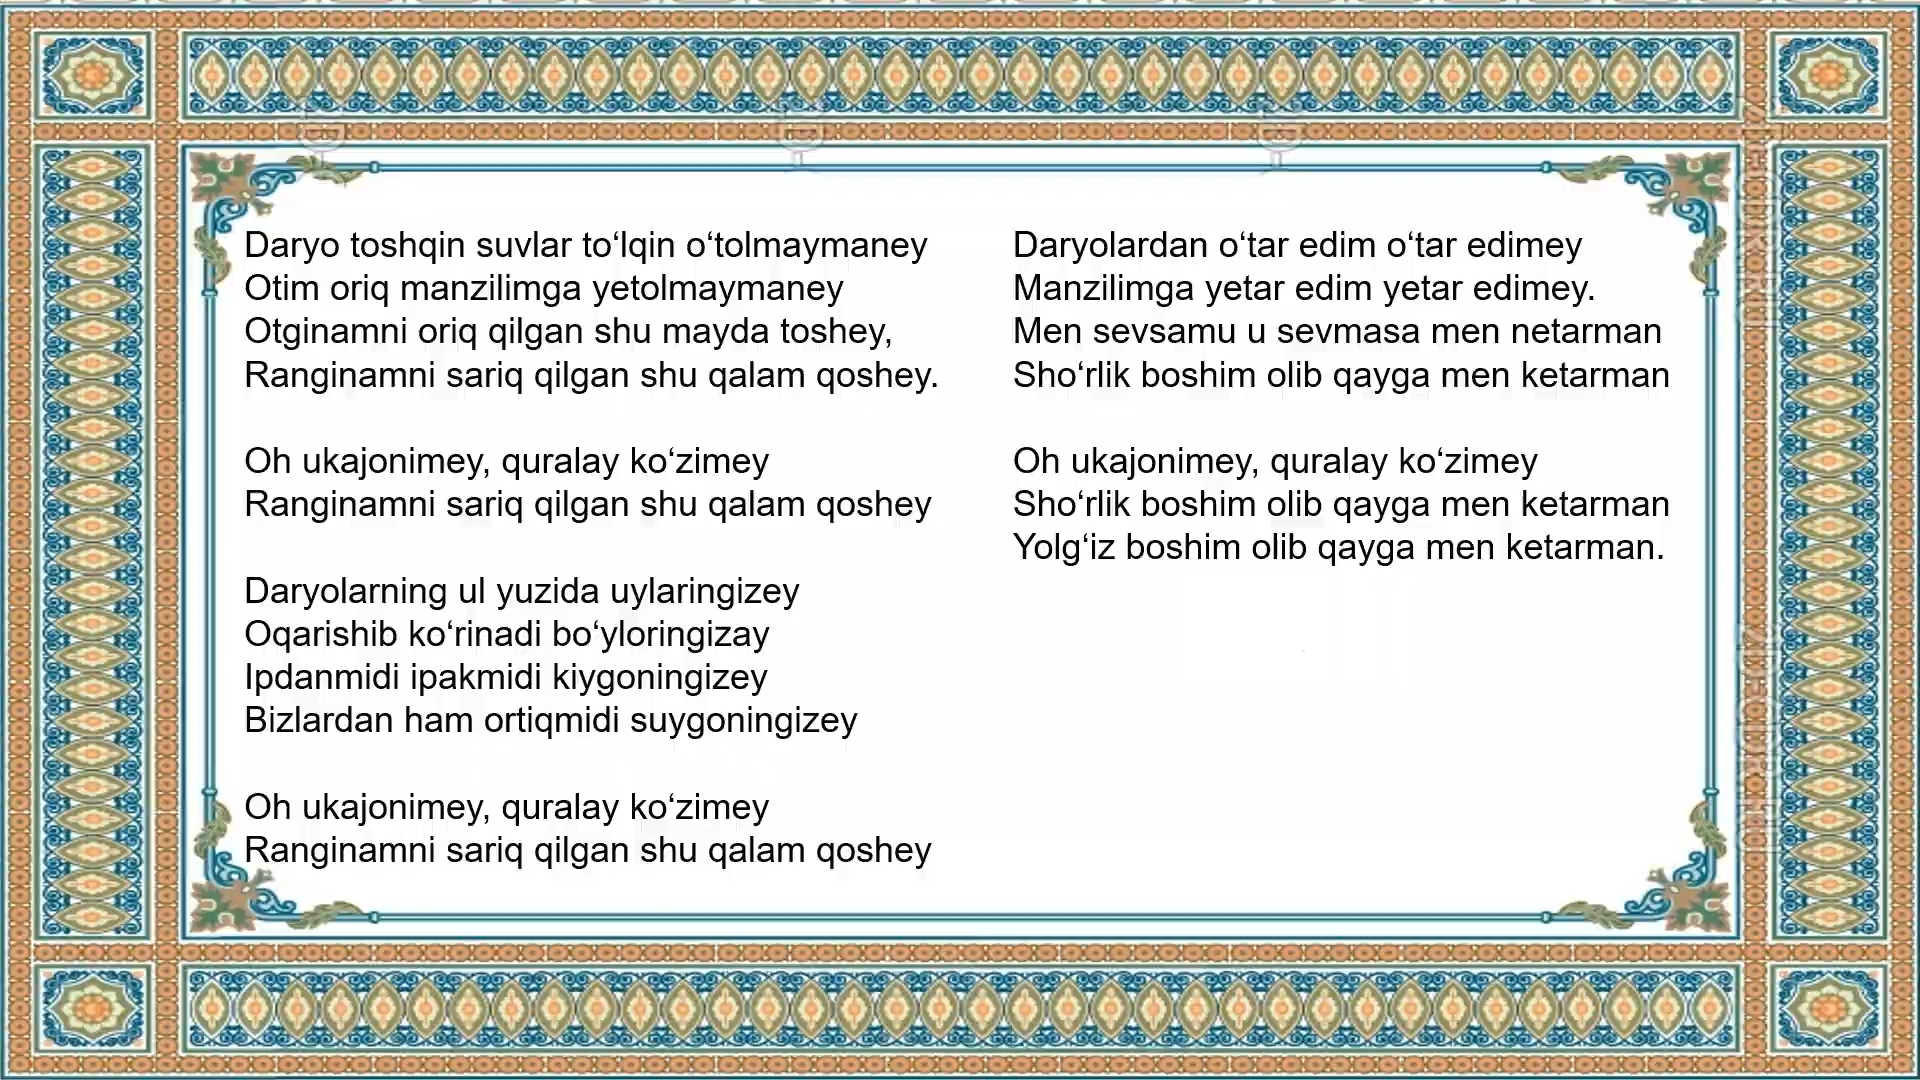 Daryo toshqin suvlar to‘lqin o‘tolmaymaney
Otim oriq manzilimga yetolmaymaney
Otginamni oriq qilgan shu mayda toshey,
Ranginamni sariq qilgan shu qalam qoshey.
Oh ukajonimey, quralay ko‘zimey
Ranginamni sariq qilgan shu qalam qoshey
Daryolarning ul yuzida uylaringizey
Oqarishib ko‘rinadi bo‘yloringizay
Ipdanmidi ipakmidi kiygoningizey
Bizlardan ham ortiqmidi suygoningizey
Oh ukajonimey, quralay ko‘zimey
Ranginamni sariq qilgan shu qalam qoshey
Daryolardan o‘tar edim o‘tar edimey
Manzilimga yetar edim yetar edimey.
Men sevsamu u sevmasa men netarman
Sho‘rlik boshim olib qayga men ketarman
Oh ukajonimey, quralay ko‘zimey
Sho‘rlik boshim olib qayga men ketarman
Yolg‘iz boshim olib qayga men ketarman.